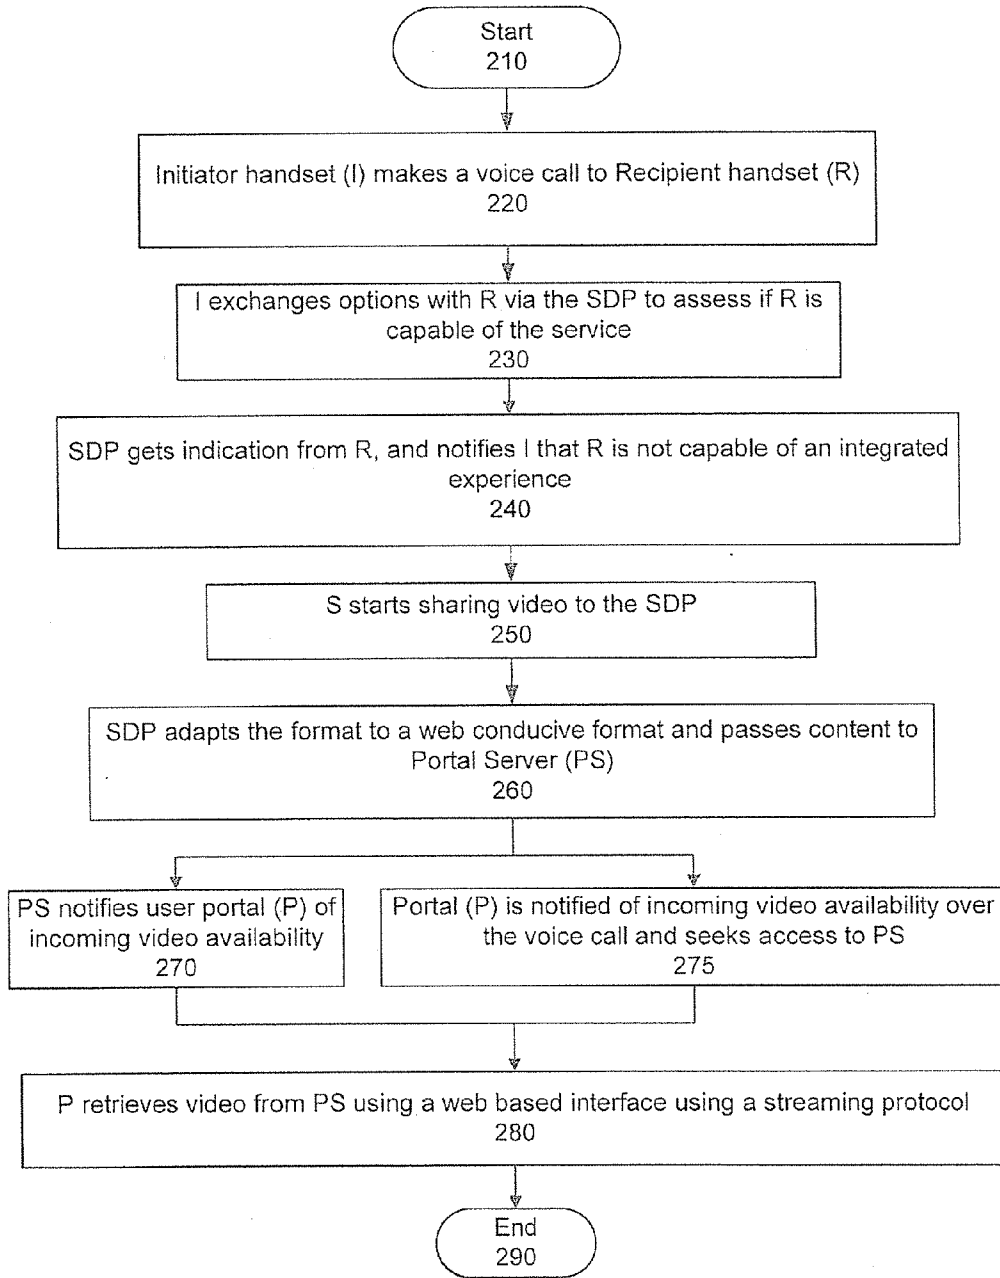 Start
210
Initiator handset (I) makes a voice call to Recipient handset (R)
220
I exchanges options with R via the SDP to assess if R is
capable of the service
230
SDP gets indication from R, and notifies I that R is not capable of an integrated
experience
240
S starts sharing video to the SDP
250
SDP adapts the format to a web conducive format and passes content to
Portal Server (PS)
260
PS notifies user portal (P) of
incoming video availability
270
Portal (P) is notified of incoming video availability over
the voice call and seeks access to PS
275
P retrieves video from PS using a web based interface using a streaming protocol
280
End
290